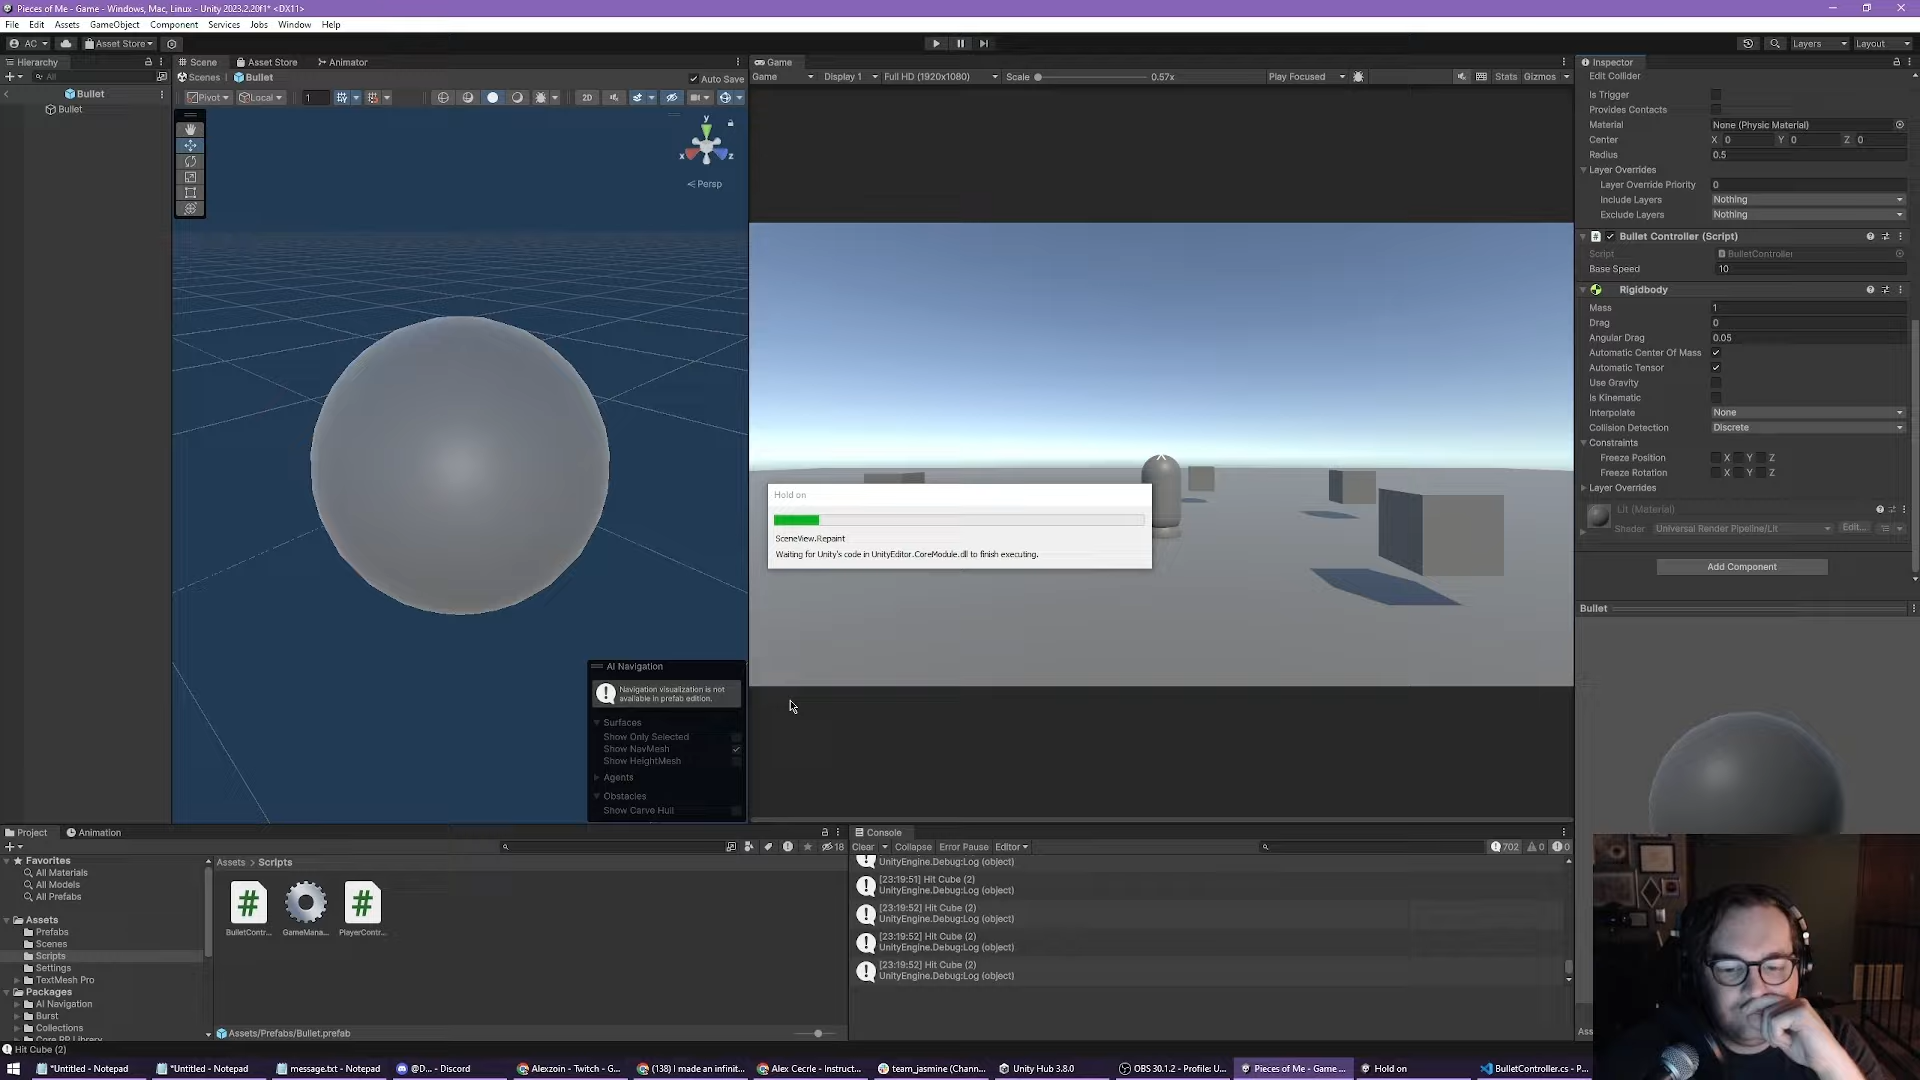 Pieces of Me - Game - Windows, Mac, Linux - Unity 2023.2.20f1* <DX11>
File Edit Assets GameObject Component Services Jobs Window Help
AC Asset Store Layers Layout
Hierarchy
All
Bullet
Bullet
Scene Asset Store Animator
Scenes Bullet Auto Save
Pivot Local 1 2D
y
x z
Persp
AI Navigation
Navigation visualization is not
available in prefab edition.
Surfaces
Show Only Selected
Show NavMesh
Show HeightMesh
Agents
Obstacles
Show Carve Hull
Game
Game Display 1 Full HD (1920x1080) Scale 0.57x Play Focused Stats Gizmos
Hold on
SceneView.Repaint
Waiting for Unity's code in UnityEditor.CoreModule.dll to finish executing.
Inspector
Edit Collider
Is Trigger
Provides Contacts
Material None (Physic Material)
Center X 0 Y 0 Z 0
Radius 0.5
Layer Overrides
Layer Override Priority 0
Include Layers Nothing
Exclude Layers Nothing
Bullet Controller (Script)
Script BulletController
Base Speed 10
Rigidbody
Mass 1
Drag 0
Angular Drag 0.05
Automatic Center Of Mass
Automatic Tensor
Use Gravity
Is Kinematic
Interpolate None
Collision Detection Discrete
Constraints
Freeze Position X Y Z
Freeze Rotation X Y Z
Layer Overrides
Lit (Material)
Shader Universal Render Pipeline/Lit Edit...
Add Component
Bullet
Project Animation
18
Favorites
All Materials
All Models
All Prefabs
Assets
Prefabs
Scenes
Scripts
Settings
TextMesh Pro
Packages
AI Navigation
Burst
Collections
Core RP Library
Assets > Scripts
BulletContr... GameMana... PlayerContr...
Assets/Prefabs/Bullet.prefab
Console
Clear Collapse Error Pause Editor 702 0 0
UnityEngine.Debug:Log (object)
[23:19:51] Hit Cube (2)
UnityEngine.Debug:Log (object)
[23:19:52] Hit Cube (2)
UnityEngine.Debug:Log (object)
[23:19:52] Hit Cube (2)
UnityEngine.Debug:Log (object)
[23:19:52] Hit Cube (2)
UnityEngine.Debug:Log (object)
Ass
Hit Cube (2)
*Untitled - Notepad *Untitled - Notepad message.txt - Notepad @D... - Discord Alexzoin - Twitch - G... (138) I made an infinit... Alex Cecrle - Instruct... team_jasmine (Chann... Unity Hub 3.8.0 OBS 30.1.2 - Profile: U... Pieces of Me - Game ... Hold on BulletController.cs - P...